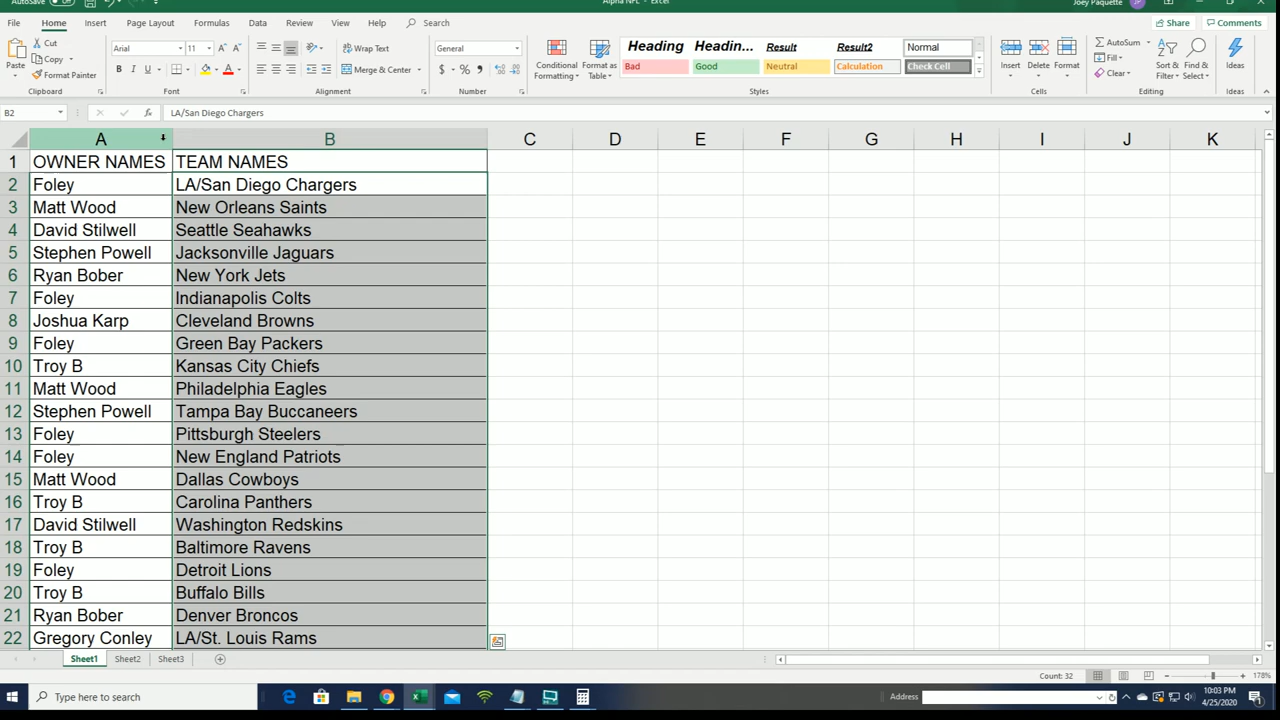 AutoSave Off Alpha NFL - Excel Joey Paquette JP
File Home Insert Page Layout Formulas Data Review View Help Search Share Comments
Paste Cut Copy Format Painter Clipboard
Arial 11 A A B I U A Font
Wrap Text Merge & Center Alignment
General $ % Number
Conditional Formatting Format as Table
Heading Headin... Result Result2 Normal
Bad Good Neutral Calculation Check Cell
Styles
Insert Delete Format Cells
AutoSum Fill Clear Sort & Filter Find & Select Editing
Ideas Ideas
B2 fx LA/San Diego Chargers
A B C D E F G H I J K
1 OWNER NAMES TEAM NAMES
2 Foley LA/San Diego Chargers
3 Matt Wood New Orleans Saints
4 David Stilwell Seattle Seahawks
5 Stephen Powell Jacksonville Jaguars
6 Ryan Bober New York Jets
7 Foley Indianapolis Colts
8 Joshua Karp Cleveland Browns
9 Foley Green Bay Packers
10 Troy B Kansas City Chiefs
11 Matt Wood Philadelphia Eagles
12 Stephen Powell Tampa Bay Buccaneers
13 Foley Pittsburgh Steelers
14 Foley New England Patriots
15 Matt Wood Dallas Cowboys
16 Troy B Carolina Panthers
17 David Stilwell Washington Redskins
18 Troy B Baltimore Ravens
19 Foley Detroit Lions
20 Troy B Buffalo Bills
21 Ryan Bober Denver Broncos
22 Gregory Conley LA/St. Louis Rams
Sheet1 Sheet2 Sheet3
Count: 32 178%
Type here to search Address 10:03 PM
4/25/2020